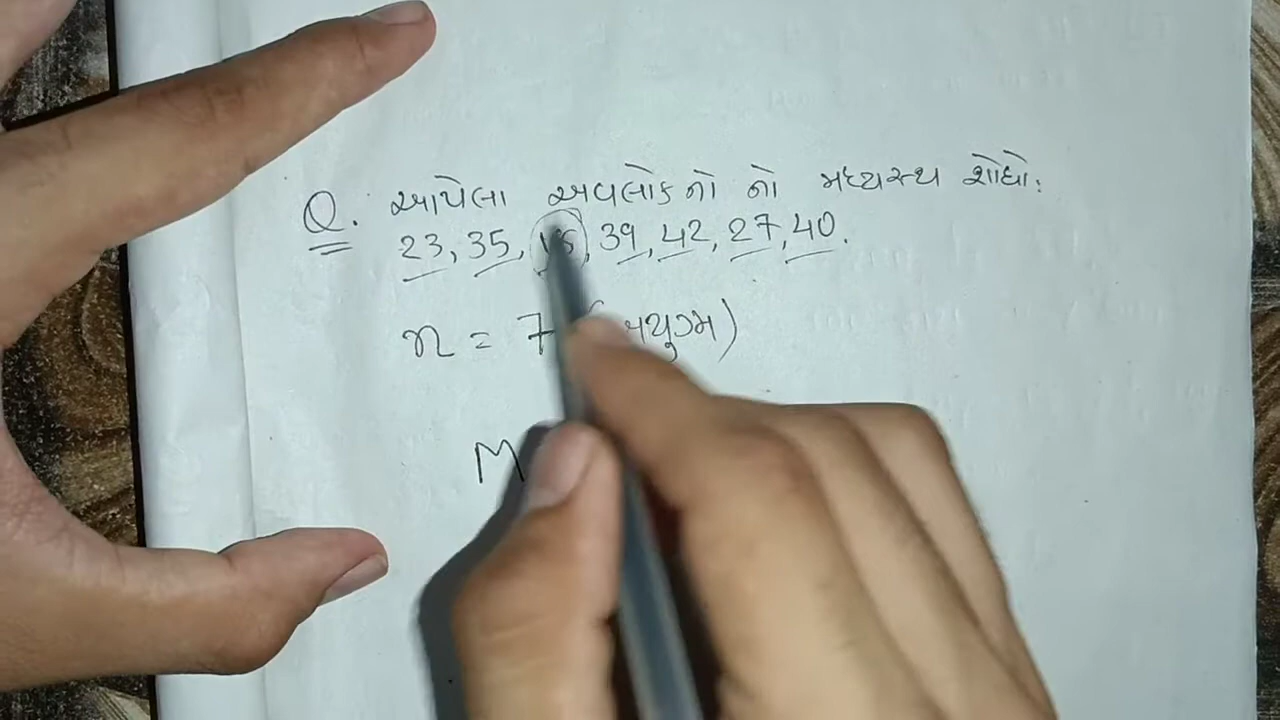 Q. આપેલા અવલોકનો નો મધ્યસ્થ શોધો:
23, 35, 39, 42, 27, 40.
n = 7
M